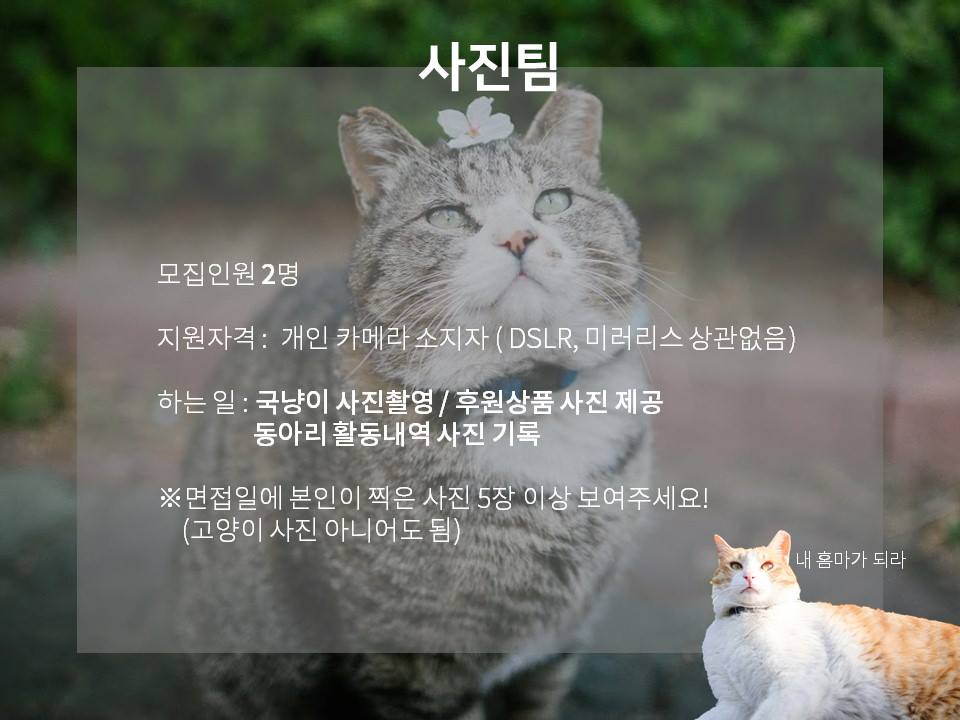 사진팀
모집인원 2명
지원자격 : 개인 카메라 소지자 ( DSLR, 미러리스 상관없음)
하는 일 : 국냥이 사진촬영 / 후원상품 사진 제공
동아리 활동내역 사진 기록
※면접일에 본인이 찍은 사진 5장 이상 보여주세요!
(고양이 사진 아니어도 됨)
내 홈마가 되라